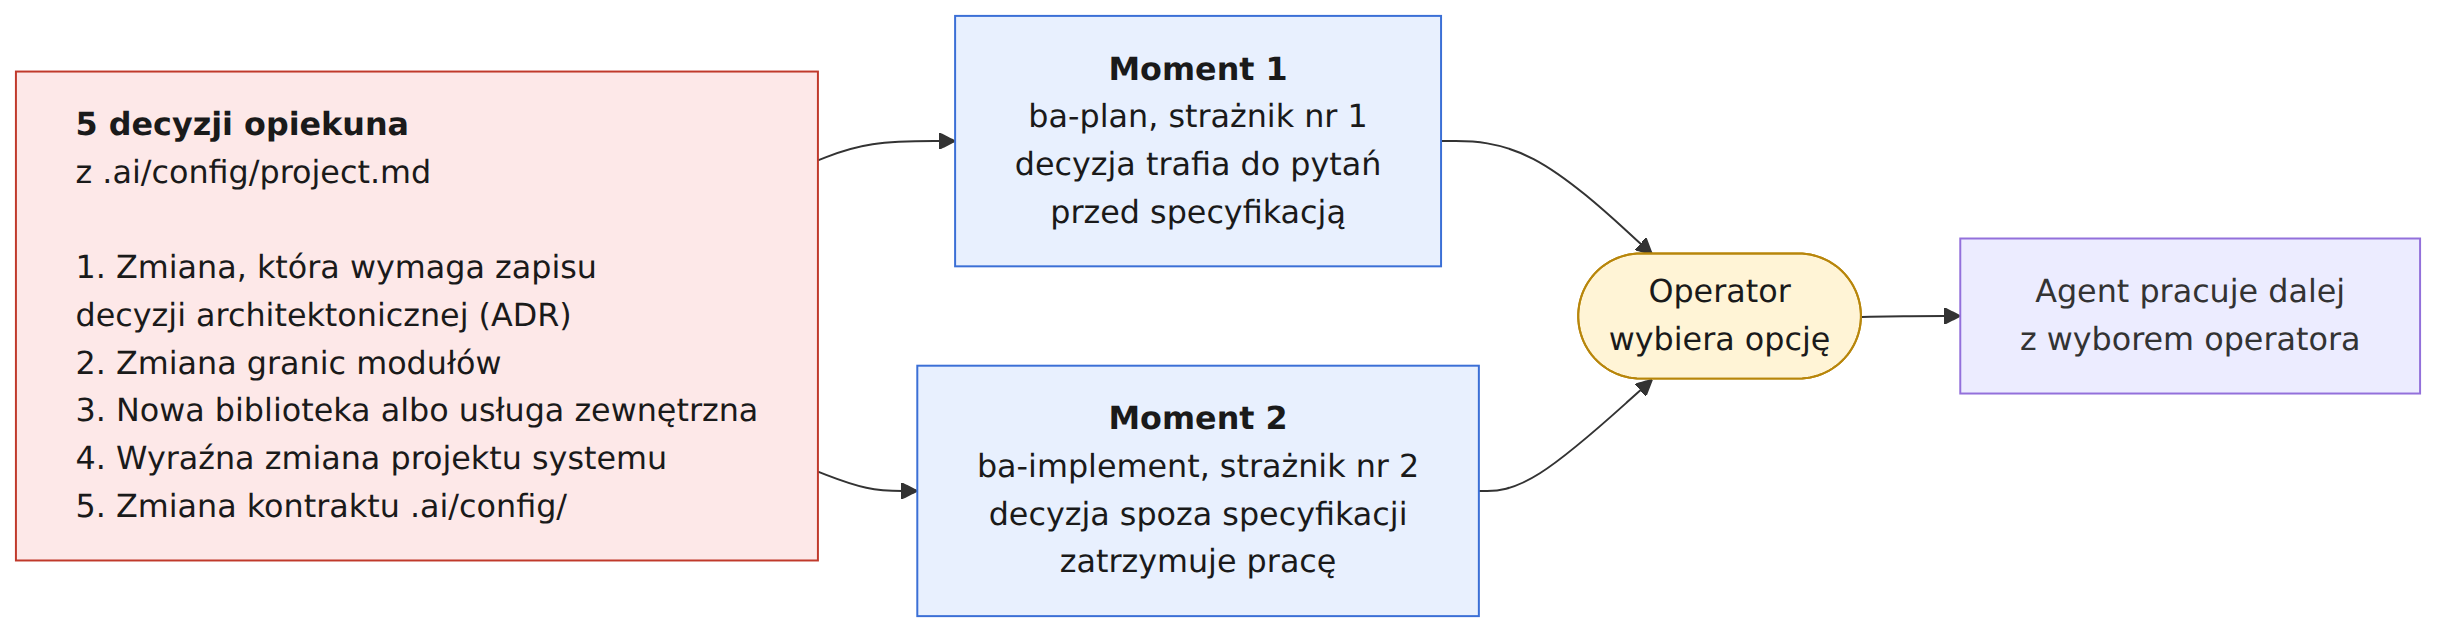 5 decyzji opiekuna
z .ai/config/project.md
1. Zmiana, która wymaga zapisu
decyzji architektonicznej (ADR)
2. Zmiana granic modułów
3. Nowa biblioteka albo usługa zewnętrzna
4. Wyraźna zmiana projektu systemu
5. Zmiana kontraktu .ai/config/
Moment 1
ba-plan, strażnik nr 1
decyzja trafia do pytań
przed specyfikacją
Moment 2
ba-implement, strażnik nr 2
decyzja spoza specyfikacji
zatrzymuje pracę
Operator
wybiera opcję
Agent pracuje dalej
z wyborem operatora